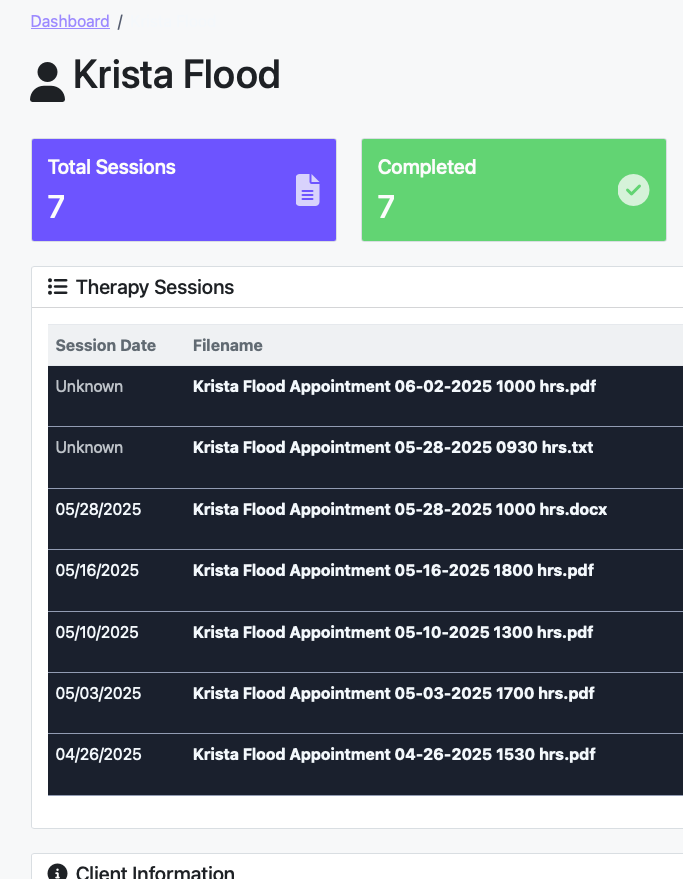 Dashboard /
Krista Flood
Total Sessions
7
Completed
7
Therapy Sessions
Session Date Filename
Unknown Krista Flood Appointment 06-02-2025 1000 hrs.pdf
Unknown Krista Flood Appointment 05-28-2025 0930 hrs.txt
05/28/2025 Krista Flood Appointment 05-28-2025 1000 hrs.docx
05/16/2025 Krista Flood Appointment 05-16-2025 1800 hrs.pdf
05/10/2025 Krista Flood Appointment 05-10-2025 1300 hrs.pdf
05/03/2025 Krista Flood Appointment 05-03-2025 1700 hrs.pdf
04/26/2025 Krista Flood Appointment 04-26-2025 1530 hrs.pdf
Client Information